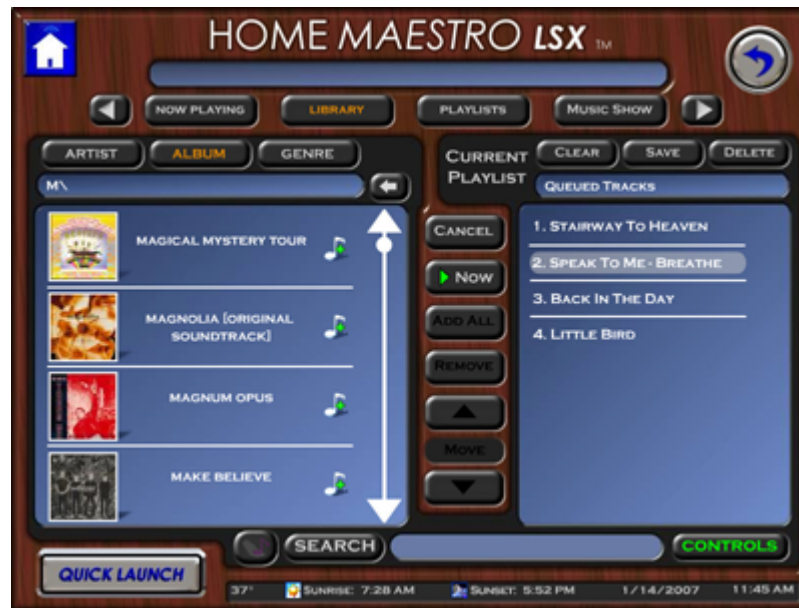 HOME MAESTRO LSX TM
NOW PLAYING LIBRARY PLAYLISTS MUSIC SHOW
ARTIST ALBUM GENRE
CURRENT PLAYLIST
CLEAR SAVE DELETE
M\
QUEUED TRACKS
MAGICAL MYSTERY TOUR
MAGNOLIA [ORIGINAL
SOUNDTRACK]
MAGNUM OPUS
MAKE BELIEVE
CANCEL
NOW
ADD ALL
REMOVE
MOVE
1. STAIRWAY TO HEAVEN
2. SPEAK TO ME - BREATHE
3. BACK IN THE DAY
4. LITTLE BIRD
SEARCH CONTROLS
QUICK LAUNCH
37° SUNRISE: 7:28 AM SUNSET: 5:52 PM 1/14/2007 11:45 AM